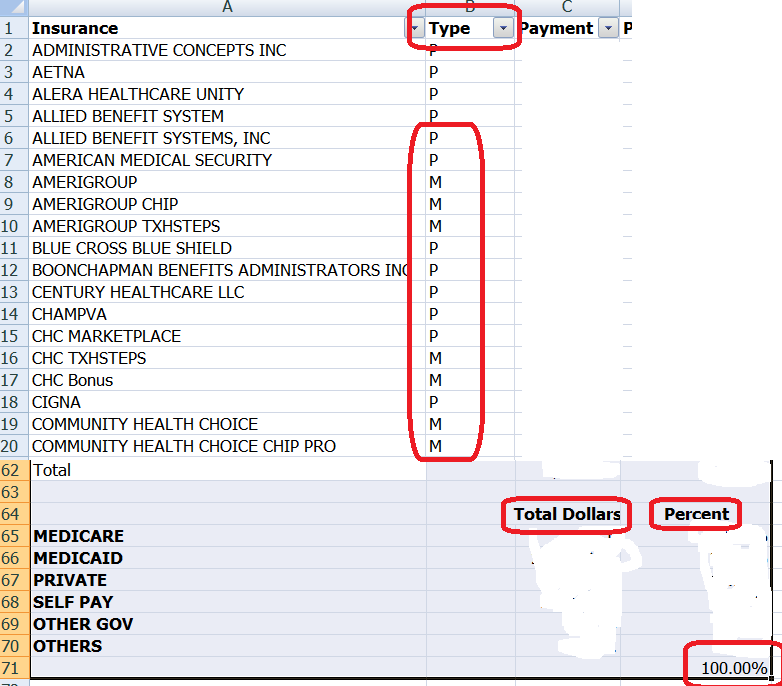 A B C
1 Insurance Type Payment P
2 ADMINISTRATIVE CONCEPTS INC P
3 AETNA P
4 ALERA HEALTHCARE UNITY P
5 ALLIED BENEFIT SYSTEM P
6 ALLIED BENEFIT SYSTEMS, INC P
7 AMERICAN MEDICAL SECURITY P
8 AMERIGROUP M
9 AMERIGROUP CHIP M
10 AMERIGROUP TXHSTEPS M
11 BLUE CROSS BLUE SHIELD P
12 BOONCHAPMAN BENEFITS ADMINISTRATORS INC P
13 CENTURY HEALTHCARE LLC P
14 CHAMPVA P
15 CHC MARKETPLACE P
16 CHC TXHSTEPS M
17 CHC Bonus M
18 CIGNA P
19 COMMUNITY HEALTH CHOICE M
20 COMMUNITY HEALTH CHOICE CHIP PRO M
62 Total
63
64 Total Dollars Percent
65 MEDICARE
66 MEDICAID
67 PRIVATE
68 SELF PAY
69 OTHER GOV
70 OTHERS
71 100.00%